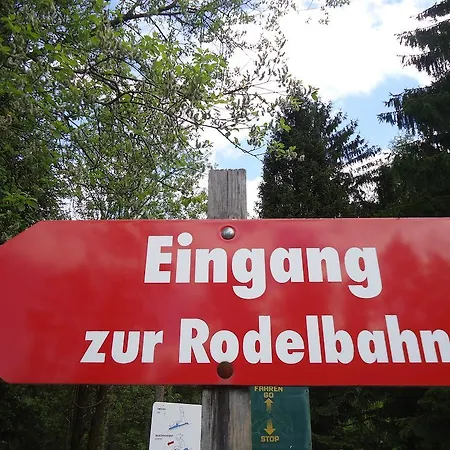 Eingang
zur Rodelbahn
FAHREN
GO
STOP